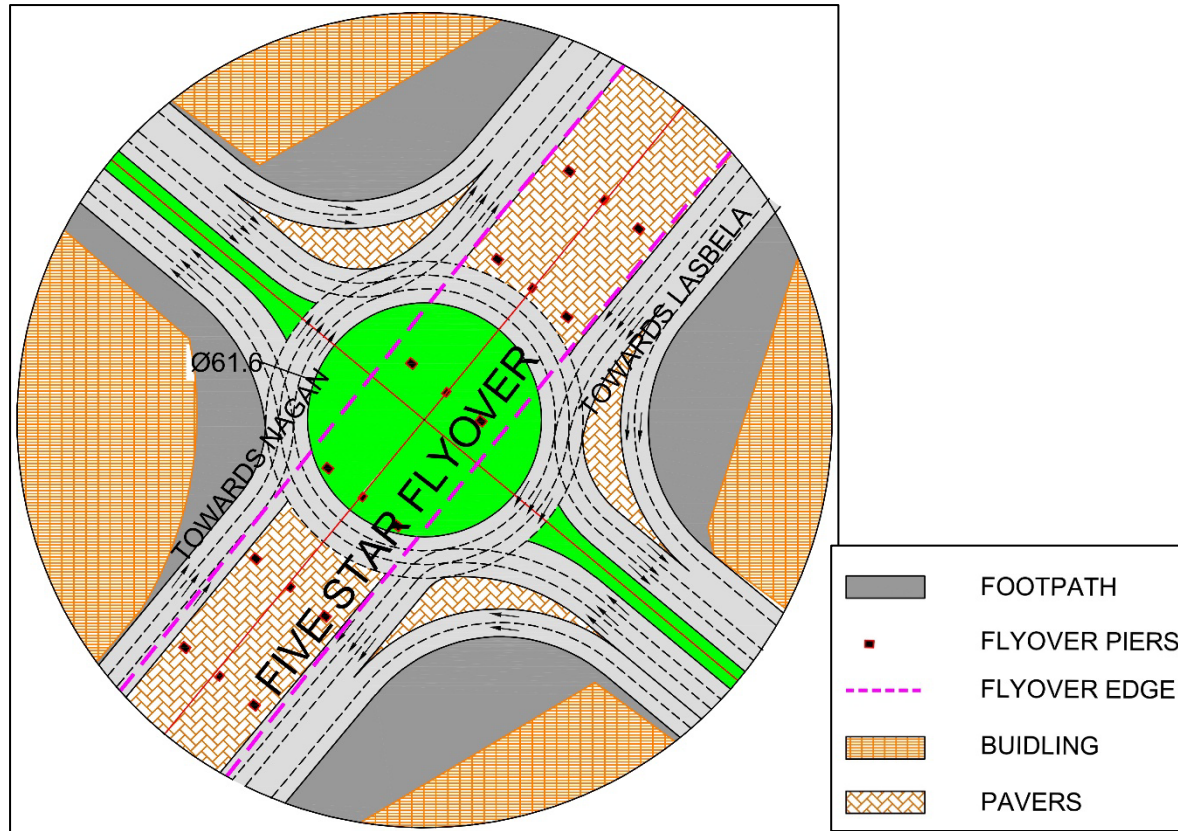 Ø61.6
TOWARDS NAGAN
FIVE STAR FLYOVER
TOWARDS LASBELA
FOOTPATH
FLYOVER PIERS
FLYOVER EDGE
BUIDLING
PAVERS